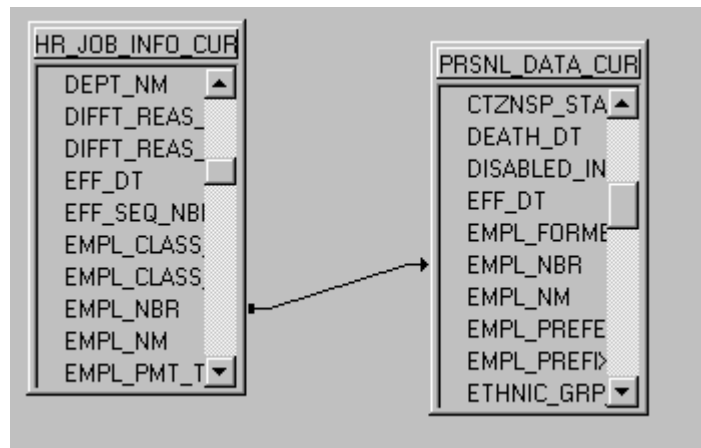 HR_JOB_INFO_CUR
DEPT_NM
DIFFT_REAS_
DIFFT_REAS_
EFF_DT
EFF_SEQ_NBI
EMPL_CLASS_
EMPL_CLASS_
EMPL_NBR
EMPL_NM
EMPL_PMT_T
PRSNL_DATA_CUR
CTZNSP_STA
DEATH_DT
DISABLED_IN
EFF_DT
EMPL_FORME
EMPL_NBR
EMPL_NM
EMPL_PREFE
EMPL_PREFIX
ETHNIC_GRP_